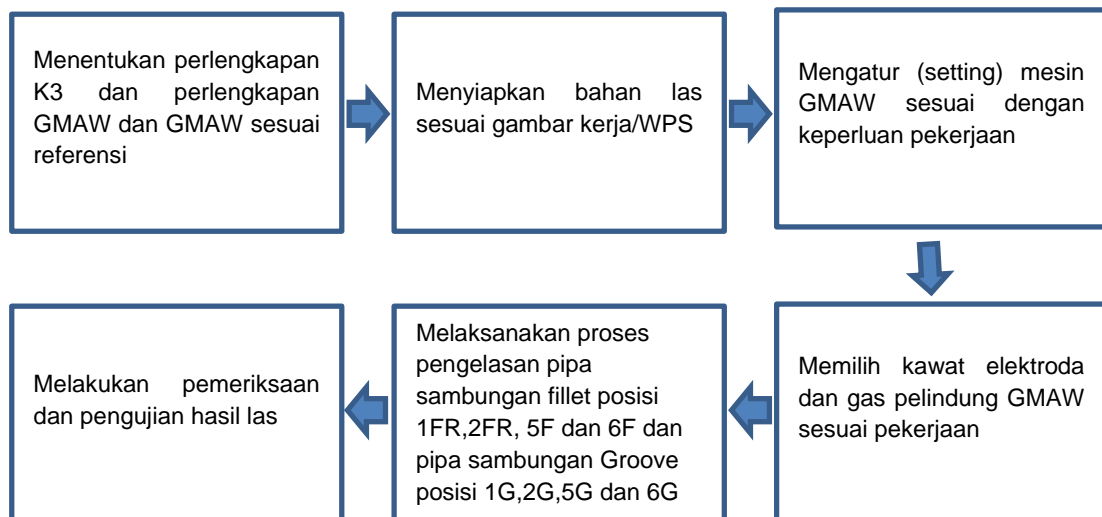 Menentukan perlengkapan
K3 dan perlengkapan
GMAW dan GMAW sesuai
referensi
Menyiapkan bahan las
sesuai gambar kerja/WPS
Mengatur (setting) mesin
GMAW sesuai dengan
keperluan pekerjaan
Memilih kawat elektroda
dan gas pelindung GMAW
sesuai pekerjaan
Melaksanakan proses
pengelasan pipa
sambungan fillet posisi
1FR,2FR, 5F dan 6F dan
pipa sambungan Groove
posisi 1G,2G,5G dan 6G
Melakukan pemeriksaan
dan pengujian hasil las